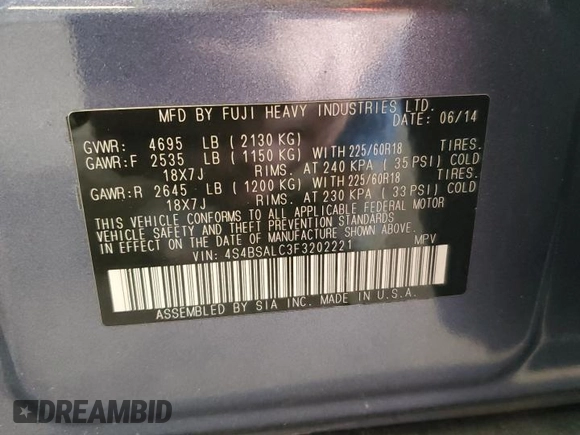 MFD BY FUJI HEAVY INDUSTRIES LTD.
DATE: 06/14
GVWR: 4695 LB (2130 KG)
GAWR:F 2535 LB (1150 KG) WITH 225/60R18 TIRES.
18X7J RIMS. AT 240 KPA (35 PSI) COLD
GAWR:R 2645 LB (1200 KG) WITH 225/60R18 TIRES.
18X7J RIMS. AT 230 KPA (33 PSI) COLD
THIS VEHICLE CONFORMS TO ALL APPLICABLE FEDERAL MOTOR
VEHICLE SAFETY AND THEFT PREVENTION STANDARDS
IN EFFECT ON THE DATE OF MANUFACTURE SHOWN ABOVE.
VIN: 4S4BSALC3F3202221 MPV
ASSEMBLED BY SIA INC. MADE IN U.S.A.
DREAMBID